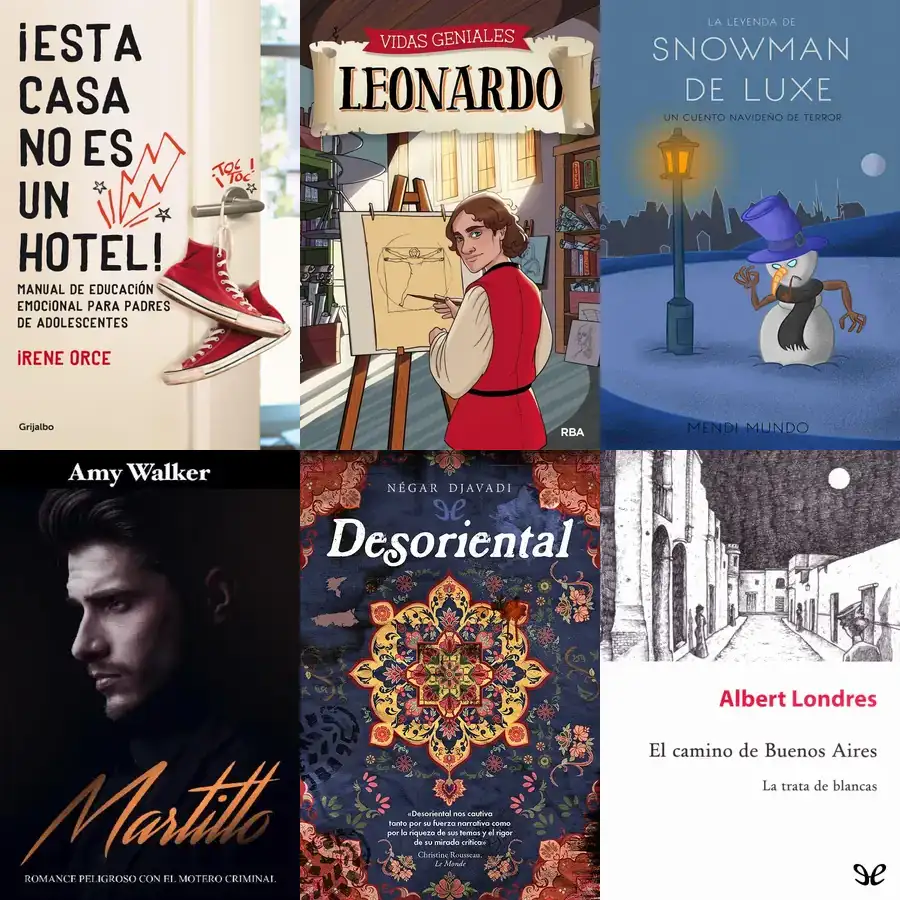 ¡ESTA
CASA
NO ES
UN
HOTEL!
¡TOC
TOC!
MANUAL DE EDUCACIÓN
EMOCIONAL PARA PADRES
DE ADOLESCENTES
IRENE ORCE
Grijalbo
VIDAS GENIALES
LEONARDO
RBA
LA LEYENDA DE
SNOWMAN
DE LUXE
UN CUENTO NAVIDEÑO DE TERROR
MENDI MUNDO
Amy Walker
Martillo
ROMANCE PELIGROSO CON EL MOTERO CRIMINAL
NÉGAR DJAVADI
Desoriental
«Desoriental nos cautiva
tanto por su fuerza narrativa como
por la riqueza de sus temas y el rigor
de su mirada crítica»
Christine Rousseau.
Le Monde
Albert Londres
El camino de Buenos Aires
La trata de blancas